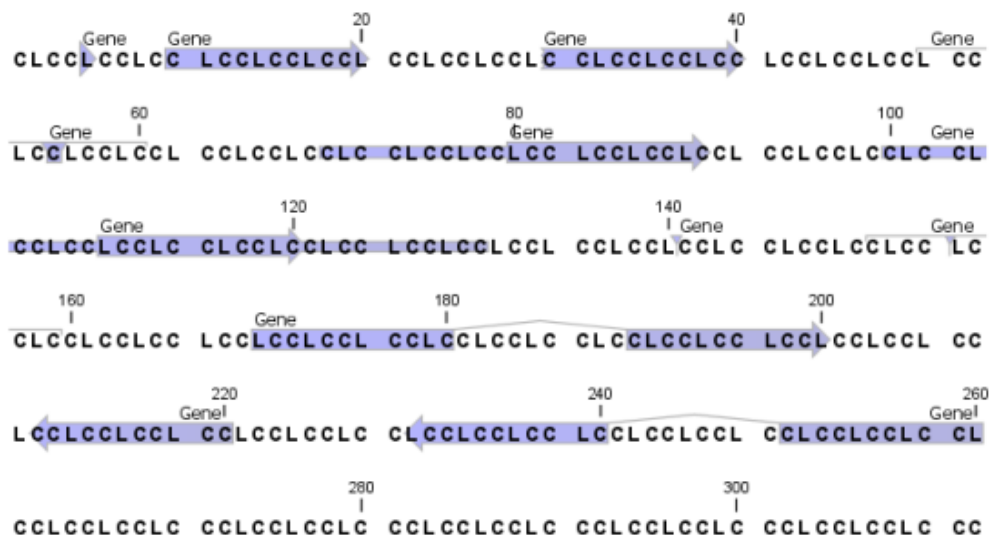 20 40
Gene Gene Gene Gene
CLCCLCCLCC LCCLCCLCCL CCLCCLCCLC CLCCLCCLCC LCCLCCLCCL CC
60 80 100
Gene Gene Gene
LCCLCCLCCL CCLCCLCCLC CLCCLCCLCC LCCLCCLCCL CCLCCLCCLC CL
120 140
Gene Gene Gene
CCLCCLCCLC CLCCLCCLCC LCCLCCLCCL CCLCCLCCLC CLCCLCCLCC LC
160 180 200
Gene
CLCCLCCLCC LCCLCCLCCL CCLCCLCCLC CLCCLCCLCC LCCLCCLCCL CC
220 240 260
Gene Gene
LCCLCCLCCL CCLCCLCCLC CLCCLCCLCC LCCLCCLCCL CCLCCLCCLC CL
280 300
CCLCCLCCLC CCLCCLCCLC CCLCCLCCLC CCLCCLCCLC CCLCCLCCLC CC